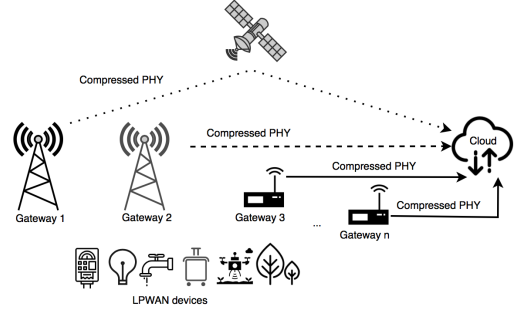 Compressed PHY
Compressed PHY
Cloud
Compressed PHY
Gateway 1
Gateway 2
Gateway 3
Compressed PHY
...
Gateway n
LPWAN devices